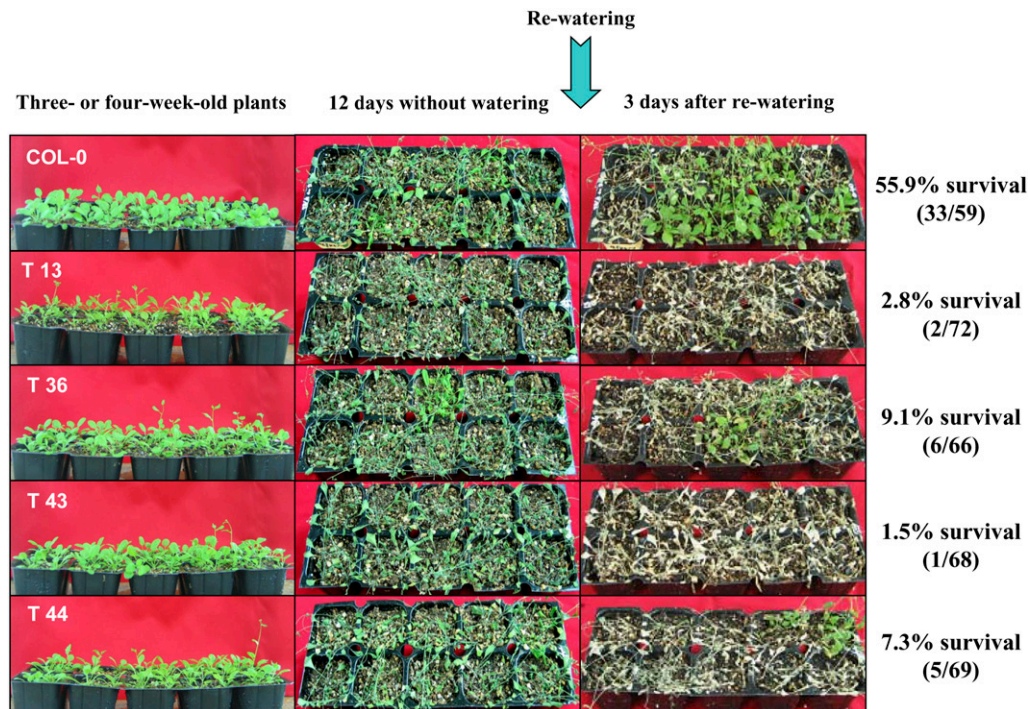 Re-watering
Three- or four-week-old plants
12 days without watering
3 days after re-watering
COL-0
55.9% survival
(33/59)
T 13
2.8% survival
(2/72)
T 36
9.1% survival
(6/66)
T 43
1.5% survival
(1/68)
T 44
7.3% survival
(5/69)